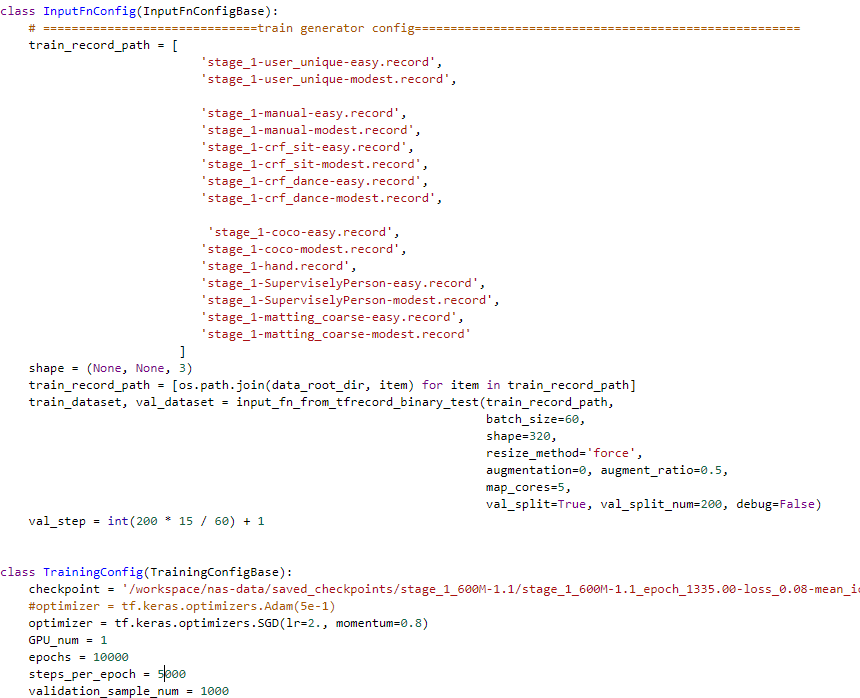 class InputFnConfig(InputFnConfigBase):
# ===========================train generator config=================================================
train_record_path = [
'stage_1-user_unique-easy.record',
'stage_1-user_unique-modest.record',
'stage_1-manual-easy.record',
'stage_1-manual-modest.record',
'stage_1-crf_sit-easy.record',
'stage_1-crf_sit-modest.record',
'stage_1-crf_dance-easy.record',
'stage_1-crf_dance-modest.record',
'stage_1-coco-easy.record',
'stage_1-coco-modest.record',
'stage_1-hand.record',
'stage_1-SuperviselyPerson-easy.record',
'stage_1-SuperviselyPerson-modest.record',
'stage_1-matting_coarse-easy.record',
'stage_1-matting_coarse-modest.record'
]
shape = (None, None, 3)
train_record_path = [os.path.join(data_root_dir, item) for item in train_record_path]
train_dataset, val_dataset = input_fn_from_tfrecord_binary_test(train_record_path,
batch_size=60,
shape=320,
resize_method='force',
augmentation=0, augment_ratio=0.5,
map_cores=5,
val_split=True, val_split_num=200, debug=False)
val_step = int(200 * 15 / 60) + 1
class TrainingConfig(TrainingConfigBase):
checkpoint = '/workspace/nas-data/saved_checkpoints/stage_1_600M-1.1/stage_1_600M-1.1_epoch_1335.00-loss_0.08-mean_i
#optimizer = tf.keras.optimizers.Adam(5e-1)
optimizer = tf.keras.optimizers.SGD(lr=2., momentum=0.8)
GPU_num = 1
epochs = 10000
steps_per_epoch = 5000
validation_sample_num = 1000